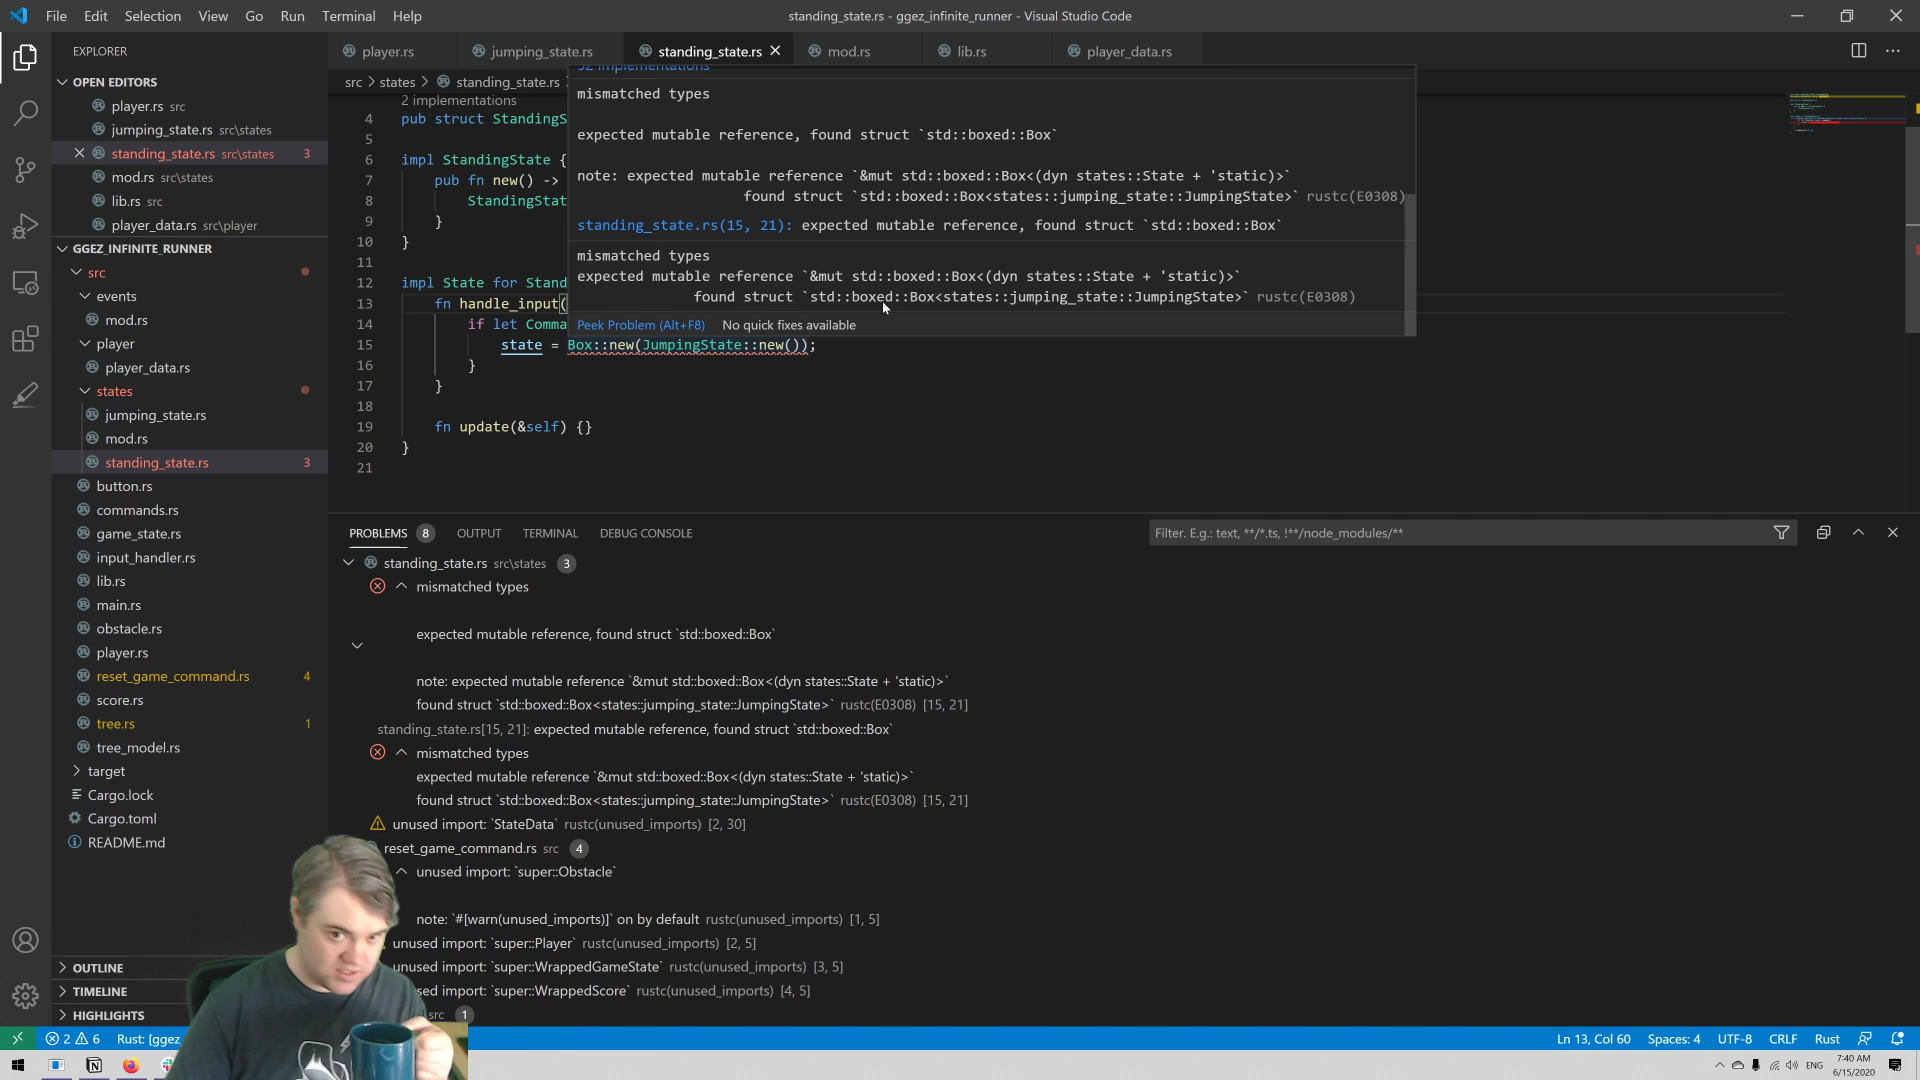 File Edit Selection View Go Run Terminal Help
standing_state.rs - ggez_infinite_runner - Visual Studio Code
EXPLORER
OPEN EDITORS
player.rs src
jumping_state.rs src\states
standing_state.rs src\states 3
mod.rs src\states
lib.rs src
player_data.rs src\player
GGEZ_INFINITE_RUNNER
src
events
mod.rs
player
player_data.rs
states
jumping_state.rs
mod.rs
standing_state.rs 3
button.rs
commands.rs
game_state.rs
input_handler.rs
lib.rs
main.rs
obstacle.rs
player.rs
reset_game_command.rs 4
score.rs
tree.rs 1
tree_model.rs
target
Cargo.lock
Cargo.toml
README.md
OUTLINE
TIMELINE
HIGHLIGHTS
player.rs jumping_state.rs standing_state.rs mod.rs lib.rs player_data.rs
src > states > standing_state.rs
2 implementations
4 pub struct StandingS
5
6 impl StandingState {
7 pub fn new() ->
8 StandingStat
9 }
10 }
11
12 impl State for Stand
13 fn handle_input(
14 if let Comma
15 state = Box::new(JumpingState::new());
16 }
17 }
18
19 fn update(&self) {}
20 }
21
52 implementations
mismatched types
expected mutable reference, found struct `std::boxed::Box`
note: expected mutable reference `&mut std::boxed::Box<(dyn states::State + 'static)>`
found struct `std::boxed::Box<states::jumping_state::JumpingState>` rustc(E0308)
standing_state.rs(15, 21): expected mutable reference, found struct `std::boxed::Box`
mismatched types
expected mutable reference `&mut std::boxed::Box<(dyn states::State + 'static)>`
found struct `std::boxed::Box<states::jumping_state::JumpingState>` rustc(E0308)
Peek Problem (Alt+F8) No quick fixes available
PROBLEMS 8 OUTPUT TERMINAL DEBUG CONSOLE
Filter. E.g.: text, **/*.ts, !**/node_modules/**
standing_state.rs src\states 3
mismatched types
expected mutable reference, found struct `std::boxed::Box`
note: expected mutable reference `&mut std::boxed::Box<(dyn states::State + 'static)>`
found struct `std::boxed::Box<states::jumping_state::JumpingState>` rustc(E0308) [15, 21]
standing_state.rs[15, 21]: expected mutable reference, found struct `std::boxed::Box`
mismatched types
expected mutable reference `&mut std::boxed::Box<(dyn states::State + 'static)>`
found struct `std::boxed::Box<states::jumping_state::JumpingState>` rustc(E0308) [15, 21]
unused import: `StateData` rustc(unused_imports) [2, 30]
reset_game_command.rs src 4
unused import: `super::Obstacle`
note: `#[warn(unused_imports)]` on by default rustc(unused_imports) [1, 5]
unused import: `super::Player` rustc(unused_imports) [2, 5]
unused import: `super::WrappedGameState` rustc(unused_imports) [3, 5]
sed import: `super::WrappedScore` rustc(unused_imports) [4, 5]
src 1
2 6 Rust: [ggez
Ln 13, Col 60 Spaces: 4 UTF-8 CRLF Rust
ENG
7:40 AM
6/15/2020